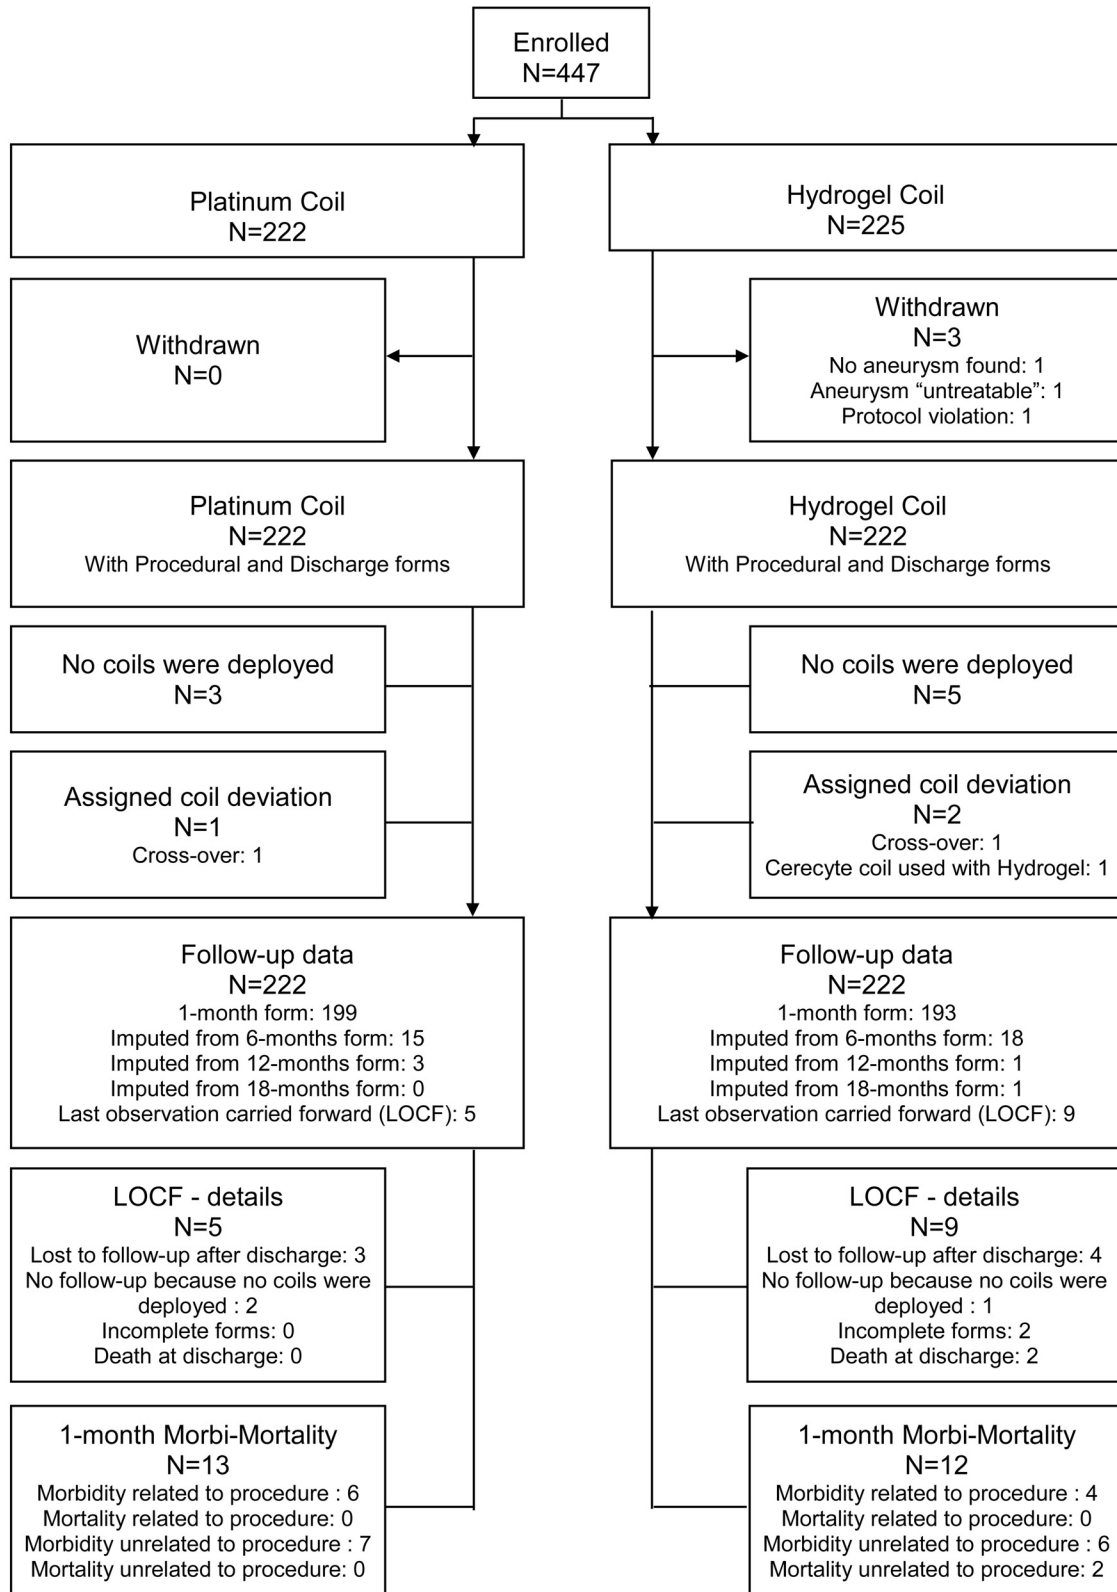 Enrolled
N=447
Platinum Coil
N=222
Hydrogel Coil
N=225
Withdrawn
N=0
Withdrawn
N=3
No aneurysm found: 1
Aneurysm “untreatable”: 1
Protocol violation: 1
Platinum Coil
N=222
With Procedural and Discharge forms
Hydrogel Coil
N=222
With Procedural and Discharge forms
No coils were deployed
N=3
No coils were deployed
N=5
Assigned coil deviation
N=1
Cross-over: 1
Assigned coil deviation
N=2
Cross-over: 1
Cerecyte coil used with Hydrogel: 1
Follow-up data
N=222
1-month form: 199
Imputed from 6-months form: 15
Imputed from 12-months form: 3
Imputed from 18-months form: 0
Last observation carried forward (LOCF): 5
Follow-up data
N=222
1-month form: 193
Imputed from 6-months form: 18
Imputed from 12-months form: 1
Imputed from 18-months form: 1
Last observation carried forward (LOCF): 9
LOCF - details
N=5
Lost to follow-up after discharge: 3
No follow-up because no coils were
deployed : 2
Incomplete forms: 0
Death at discharge: 0
LOCF - details
N=9
Lost to follow-up after discharge: 4
No follow-up because no coils were
deployed : 1
Incomplete forms: 2
Death at discharge: 2
1-month Morbi-Mortality
N=13
Morbidity related to procedure : 6
Mortality related to procedure: 0
Morbidity unrelated to procedure : 7
Mortality unrelated to procedure: 0
1-month Morbi-Mortality
N=12
Morbidity related to procedure : 4
Mortality related to procedure: 0
Morbidity unrelated to procedure : 6
Mortality unrelated to procedure: 2